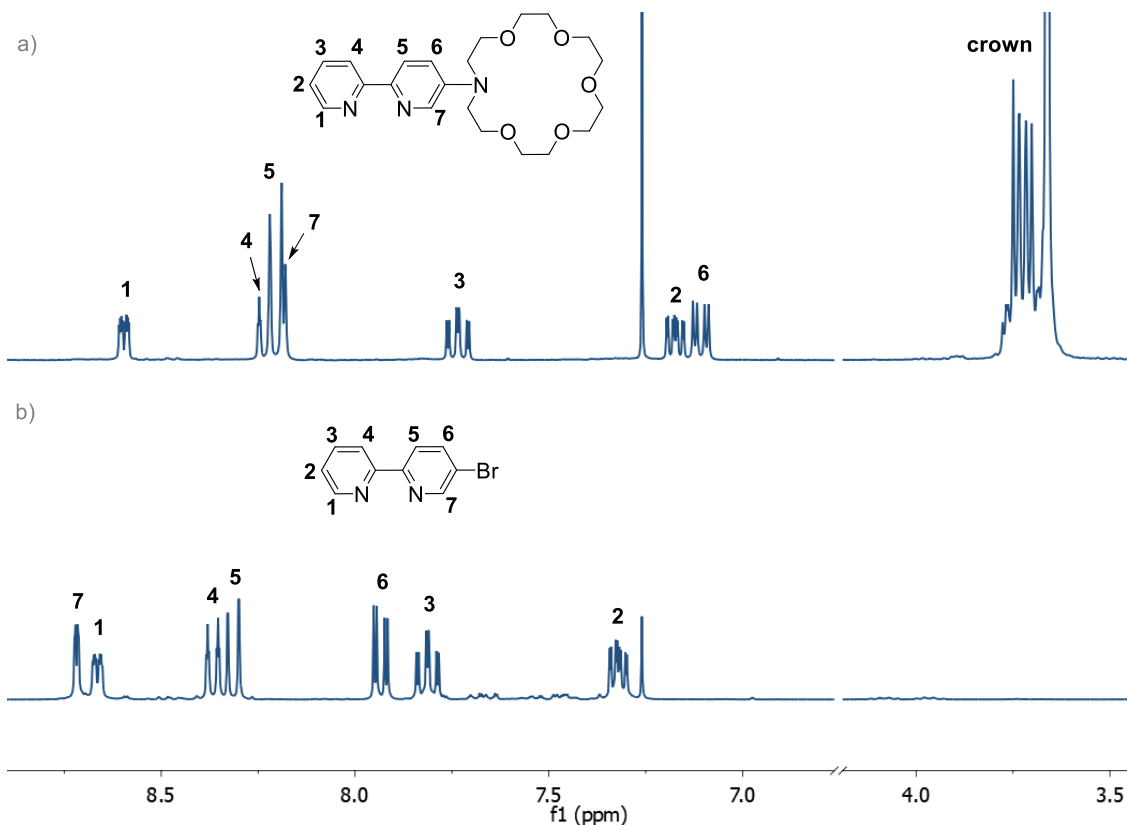 a)
crown
3 4 5 6
2
1 N N 7 N
O O
O
O O
5
4 7
1 3 2 6
b)
3 4 5 6
2 Br
1 N N 7
7 1 4 5 6 3 2
8.5 8.0 7.5 7.0 4.0 3.5
f1 (ppm)